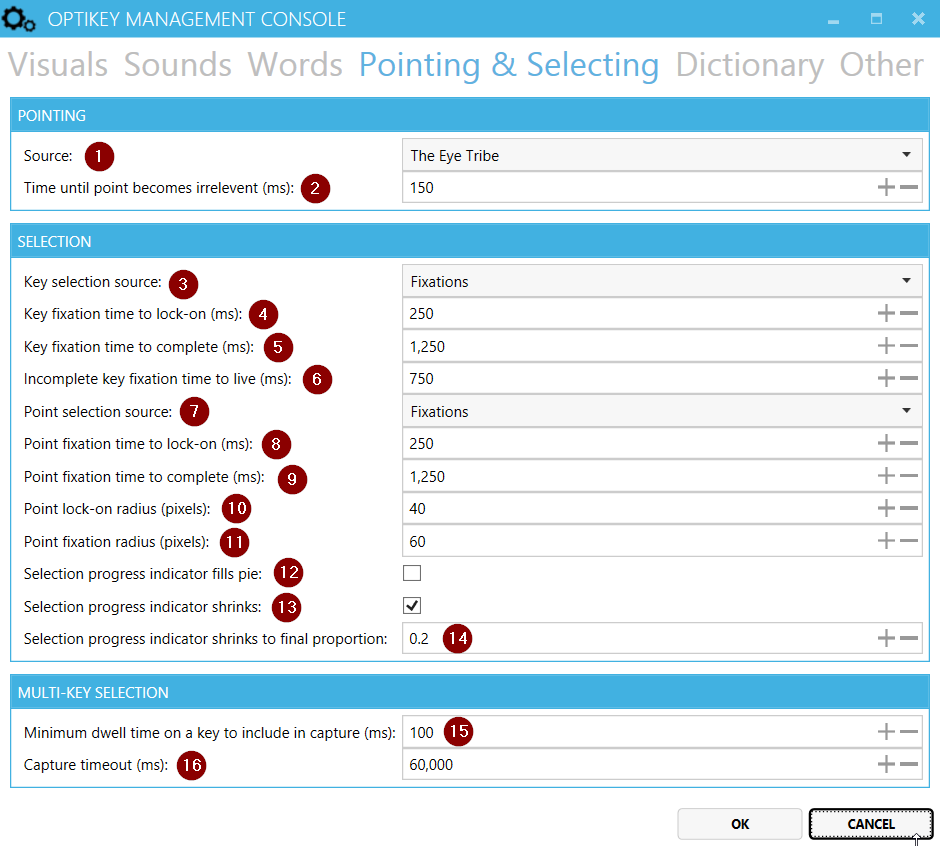 OPTIKEY MANAGEMENT CONSOLE
Visuals Sounds Words Pointing & Selecting Dictionary Other
POINTING
Source: 1 The Eye Tribe
Time until point becomes irrelevent (ms): 2 150
SELECTION
Key selection source: 3 Fixations
Key fixation time to lock-on (ms): 4 250
Key fixation time to complete (ms): 5 1,250
Incomplete key fixation time to live (ms): 6 750
Point selection source: 7 Fixations
Point fixation time to lock-on (ms): 8 250
Point fixation time to complete (ms): 9 1,250
Point lock-on radius (pixels): 10 40
Point fixation radius (pixels): 11 60
Selection progress indicator fills pie: 12
Selection progress indicator shrinks: 13
Selection progress indicator shrinks to final proportion: 0.2 14
MULTI-KEY SELECTION
Minimum dwell time on a key to include in capture (ms): 100 15
Capture timeout (ms): 16 60,000
OK CANCEL